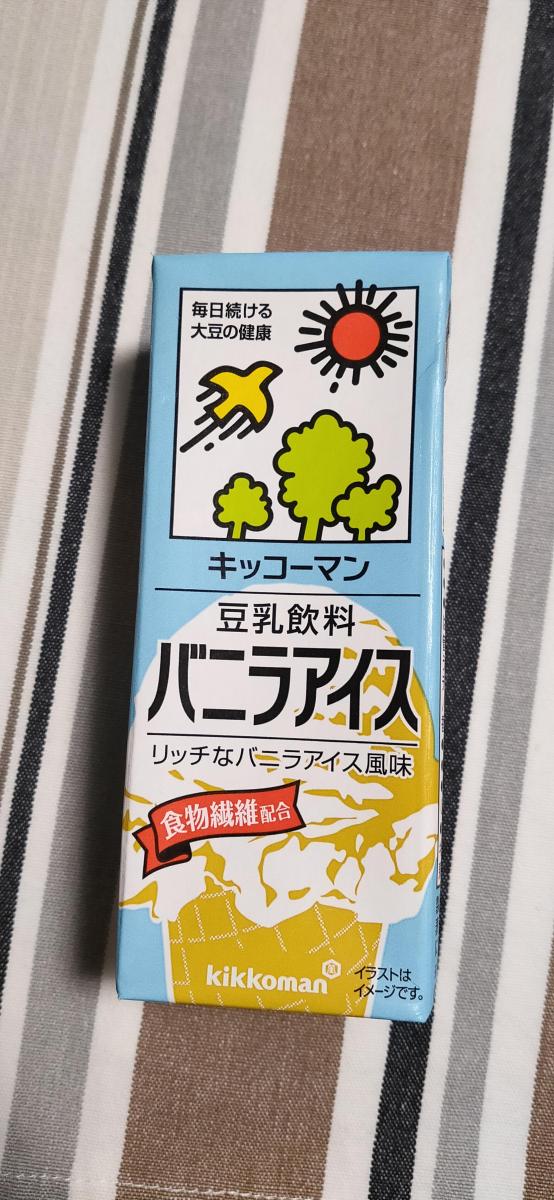 毎日続ける
大豆の健康
キッコーマン
豆乳飲料
バニラアイス
リッチなバニラアイス風味
食物繊維配合
kikkoman
イラストは
イメージです。